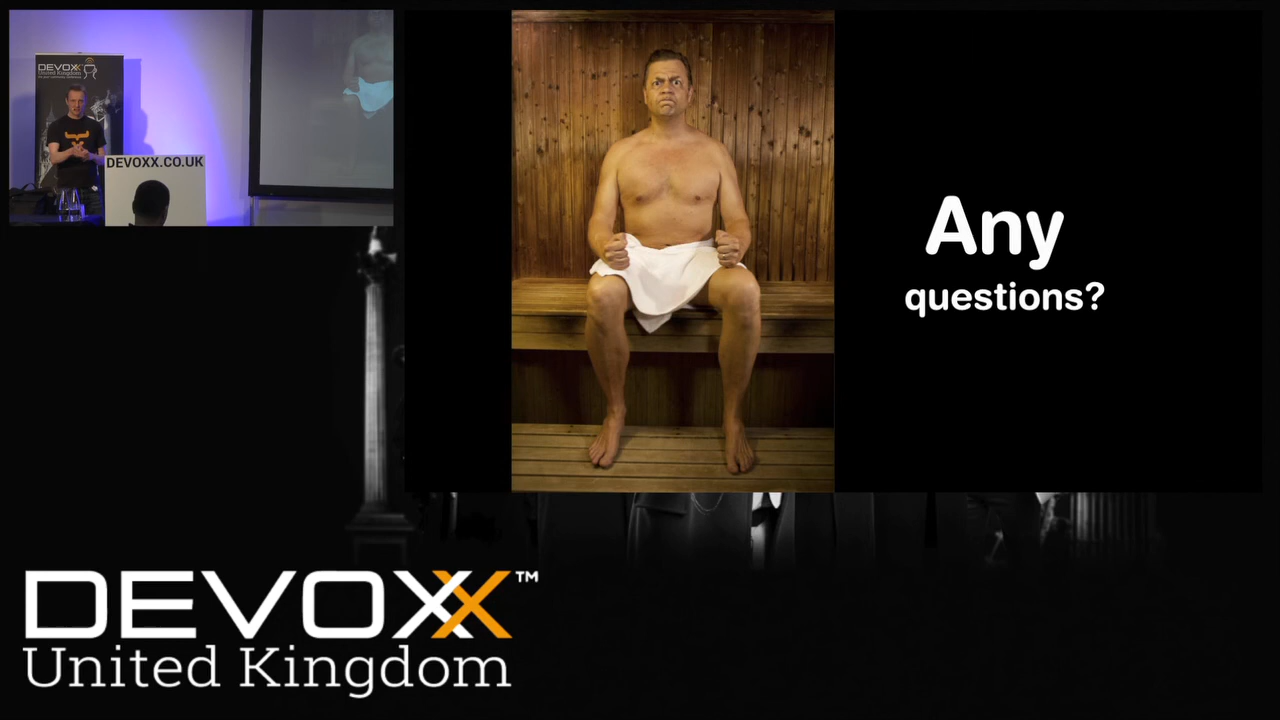 DEVOXX
United Kingdom
DEVOXX.CO.UK
Any
questions?
DEVOXX™
United Kingdom